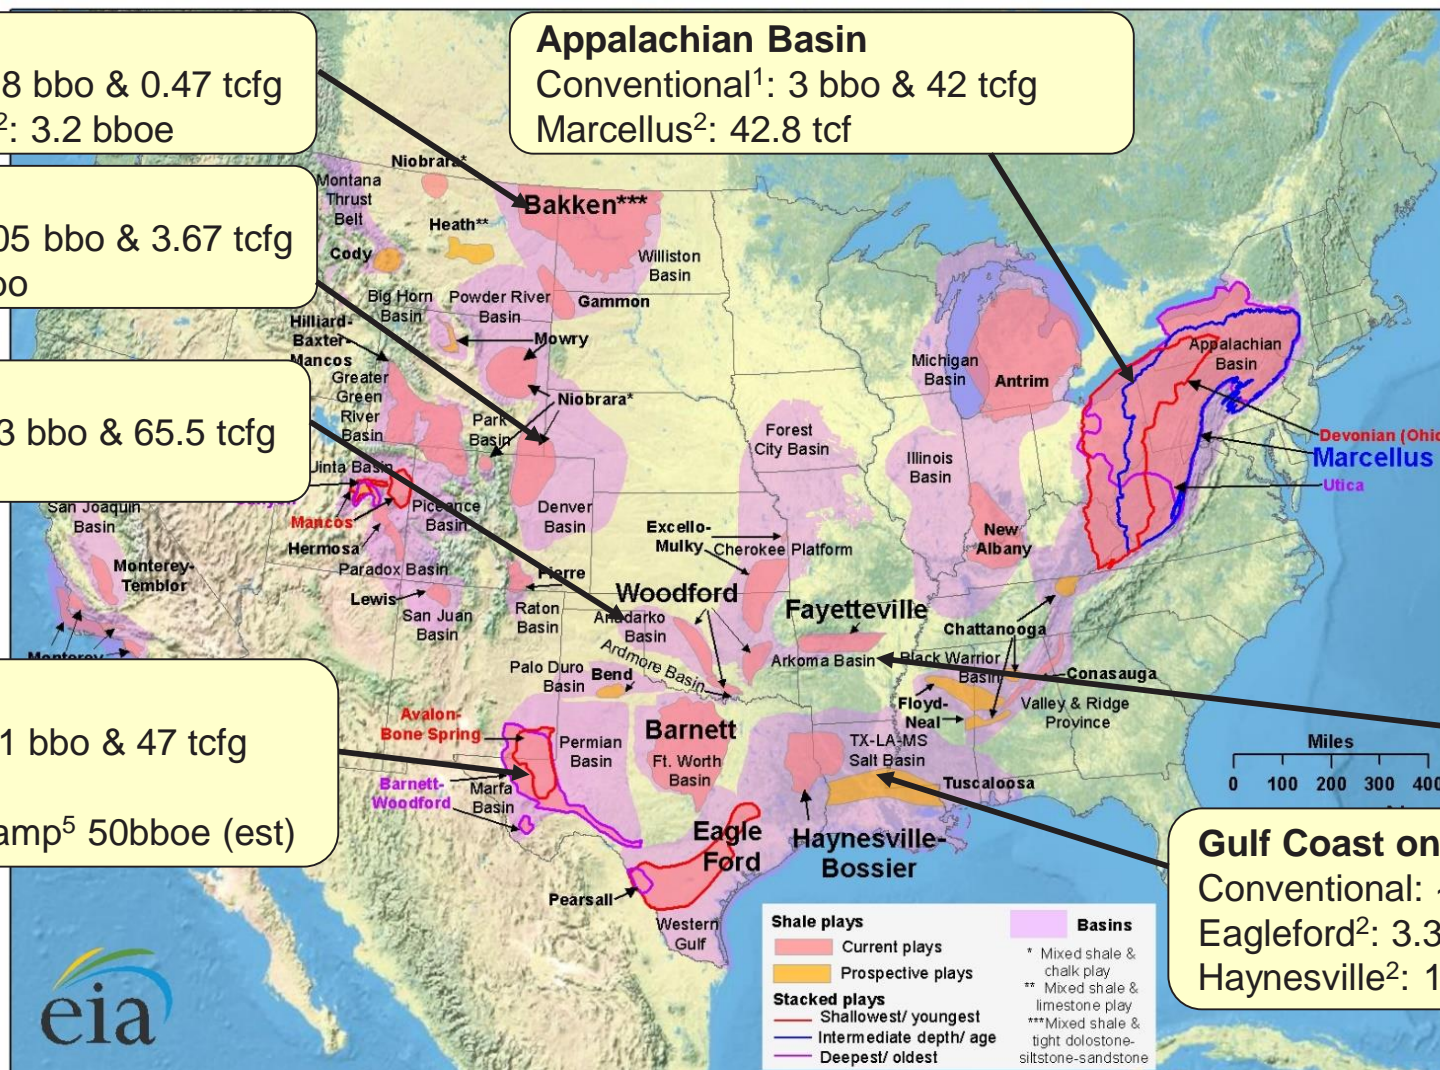 8 bbo & 0.47 tcfg
²: 3.2 bboe
Appalachian Basin
Conventional¹: 3 bbo & 42 tcfg
Marcellus²: 42.8 tcf
05 bbo & 3.67 tcfg
3 bbo & 65.5 tcfg
1 bbo & 47 tcfg
amp⁵ 50bboe (est)
Gulf Coast on
Conventional:
Eagleford²: 3.3
Haynesville²: 1
Niobrara*
Montana
Thrust
Belt
Heath**
Cody
Bakken***
Williston
Basin
Big Horn
Basin
Powder River
Basin
Gammon
Hilliard-
Baxter-
Mancos
Mowry
Greater
Green
River
Basin
Park
Basin
Niobrara*
Uinta Basin
Piceance
Basin
Denver
Basin
Mancos
Hermosa
Paradox Basin
Lewis
San Juan
Basin
Pierre
Raton
Basin
San Joaquin
Basin
Monterey-
Temblor
Monterey
Michigan
Basin
Antrim
Forest
City Basin
Illinois
Basin
New
Albany
Appalachian
Basin
Devonian (Ohio
Marcellus
Utica
Excello-
Mulky
Cherokee Platform
Woodford
Anadarko
Basin
Ardmore Basin
Fayetteville
Arkoma Basin
Chattanooga
Black Warrior
Basin
Conasauga
Floyd-
Neal
Valley & Ridge
Province
Palo Duro
Basin
Bend
Avalon-
Bone Spring
Permian
Basin
Barnett
Ft. Worth
Basin
Barnett-
Woodford
Marfa
Basin
TX-LA-MS
Salt Basin
Tuscaloosa
Eagle
Ford
Haynesville-
Bossier
Pearsall
Western
Gulf
Miles
0 100 200 300 400
Shale plays
Current plays
Prospective plays
Stacked plays
Shallowest/ youngest
Intermediate depth/ age
Deepest/ oldest
Basins
* Mixed shale &
chalk play
** Mixed shale &
limestone play
***Mixed shale &
tight dolostone-
siltstone-sandstone
eia